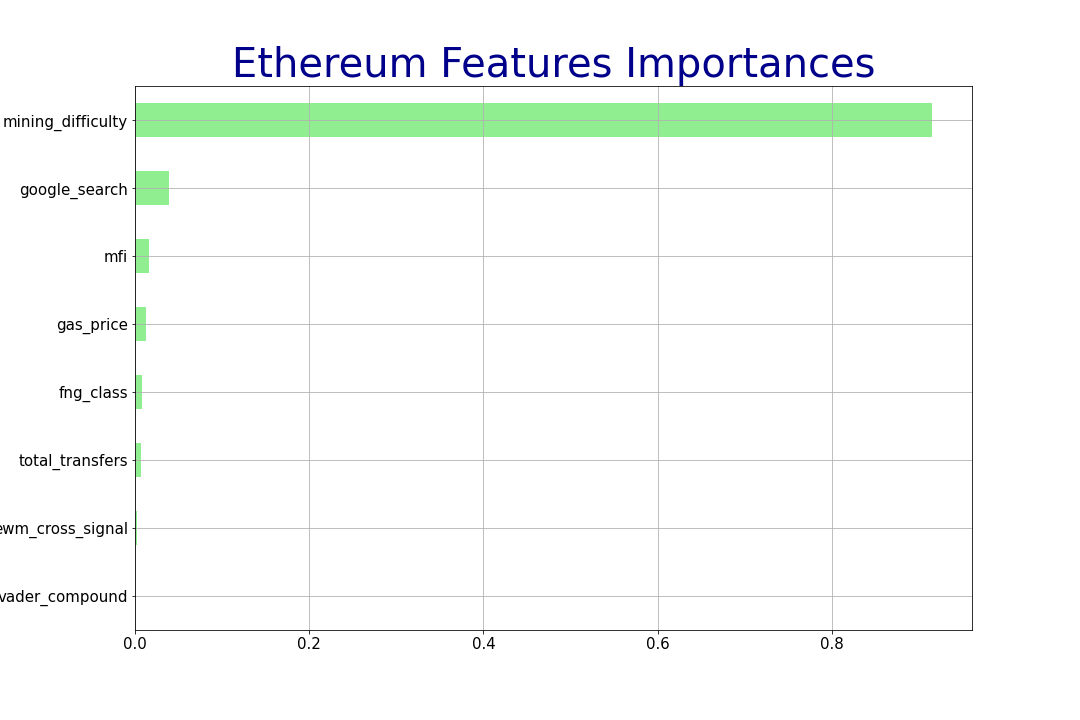 Ethereum Features Importances
mining_difficulty
google_search
mfi
gas_price
fng_class
total_transfers
ewm_cross_signal
vader_compound
0.0 0.2 0.4 0.6 0.8